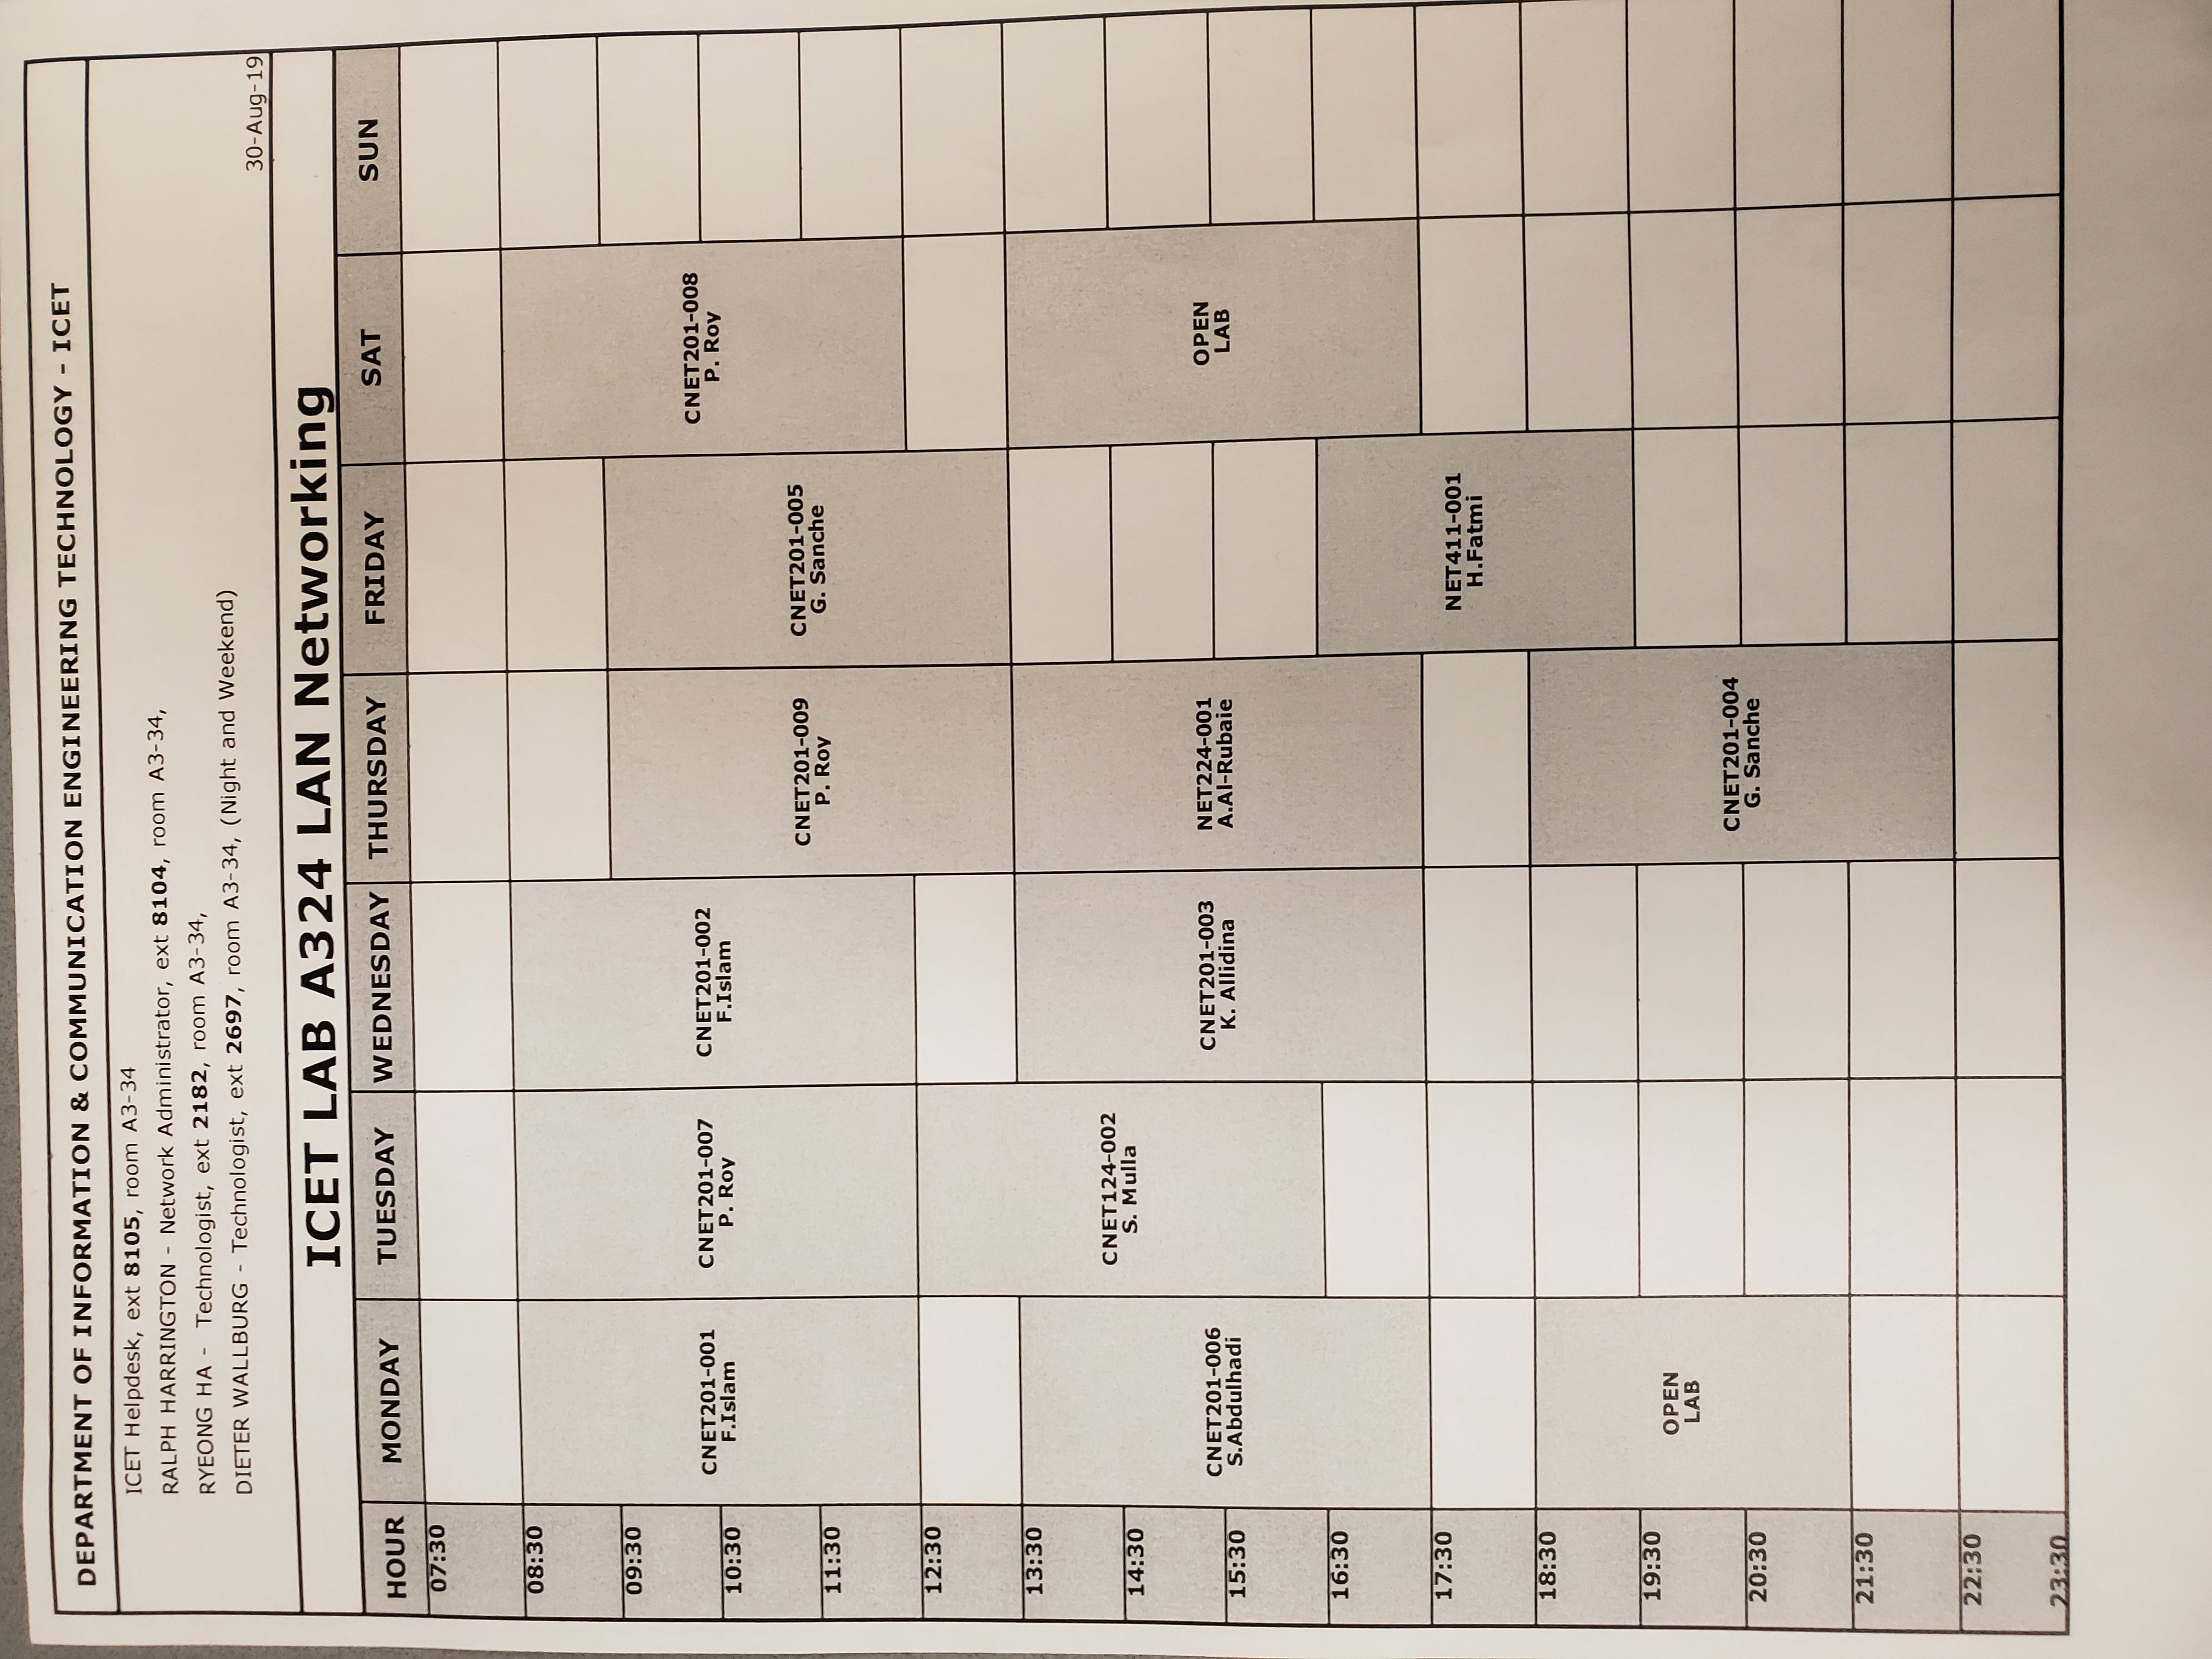 DEPARTMENT OF INFORMATION & COMMUNICATION ENGINEERING TECHNOLOGY - ICET
ICET Helpdesk, ext 8105, room A3-34
RALPH HARRINGTON - Network Administrator, ext 8104, room A3-34,
RYEONG HA - Technologist, ext 2182, room A3-34,
DIETER WALLBURG - Technologist, ext 2697, room A3-34, (Night and Weekend)
30-Aug-19
ICET LAB A324 LAN Networking
HOUR MONDAY TUESDAY WEDNESDAY THURSDAY FRIDAY SAT SUN
07:30
08:30
09:30
CNET201-001 CNET201-007 CNET201-002 CNET201-008
F.Islam P. Roy F.Islam P. Roy
10:30
CNET201-009 CNET201-005
P. Roy G. Sanche
11:30
12:30
13:30
CNET124-002
S. Mulla
14:30
CNET201-006 CNET201-003 NET224-001 OPEN
S.Abdulhadi K. Allidina A.Al-Rubaie LAB
15:30
16:30
17:30
NET411-001
H.Fatmi
18:30
19:30
OPEN
LAB
CNET201-004
G. Sanche
20:30
21:30
22:30
23:30